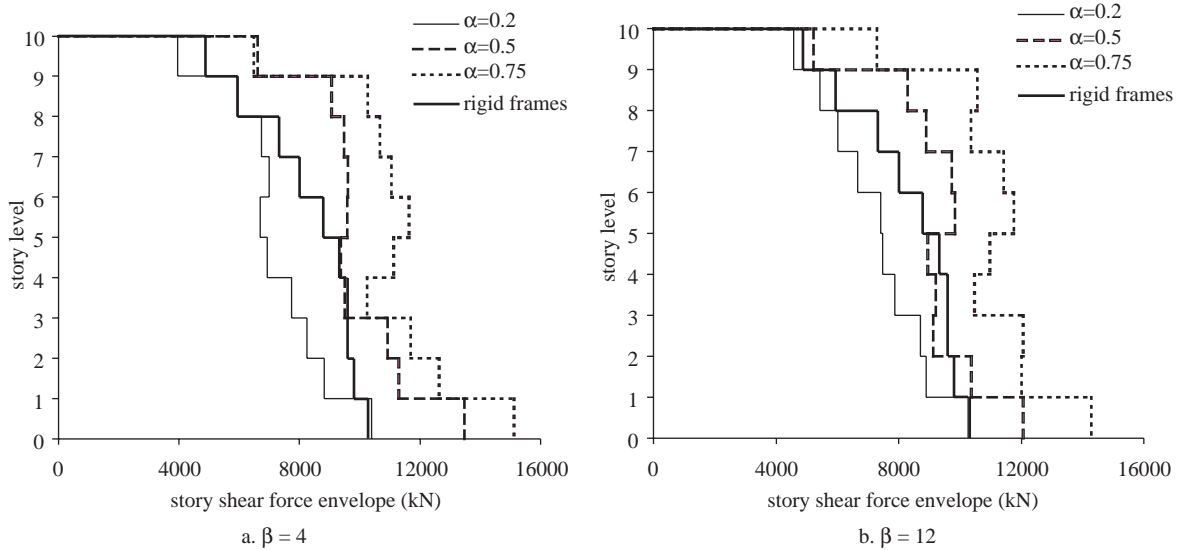 α=0.2
α=0.5
α=0.75
rigid frames
10
9
8
7
6
5
4
3
2
1
0
story level
0 4000 8000 12000 16000
story shear force envelope (kN)
a. β = 4
α=0.2
α=0.5
α=0.75
rigid frames
10
9
8
7
6
5
4
3
2
1
0
story level
0 4000 8000 12000 16000
story shear force envelope (kN)
b. β = 12